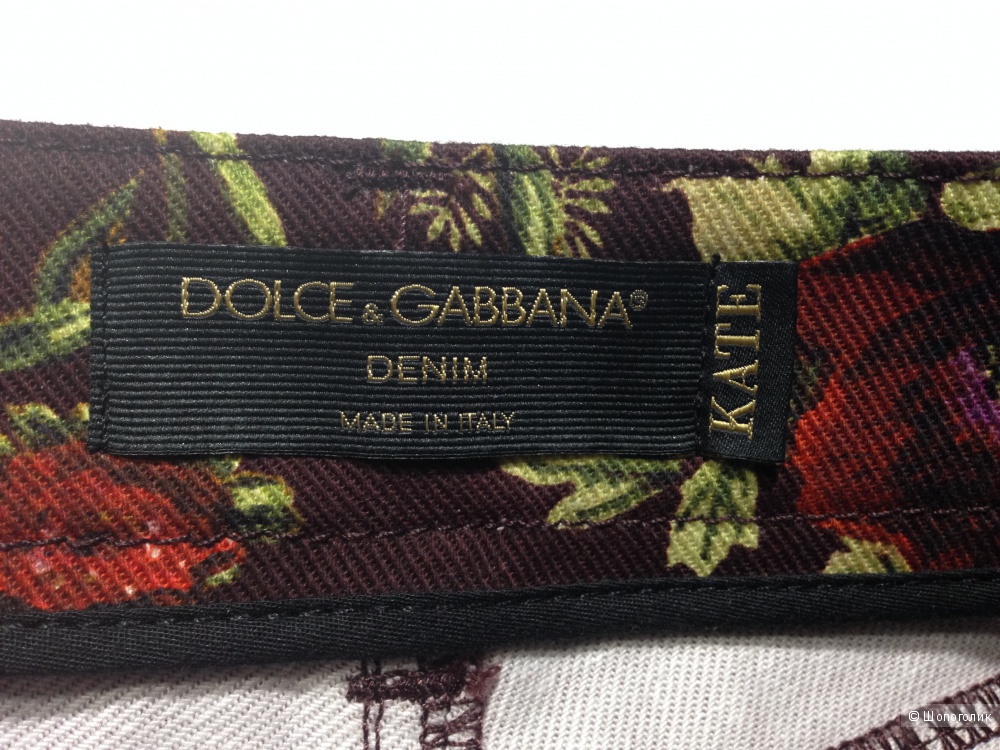 DOLCE & GABBANA®
DENIM
MADE IN ITALY
KATE
© Шопоголик